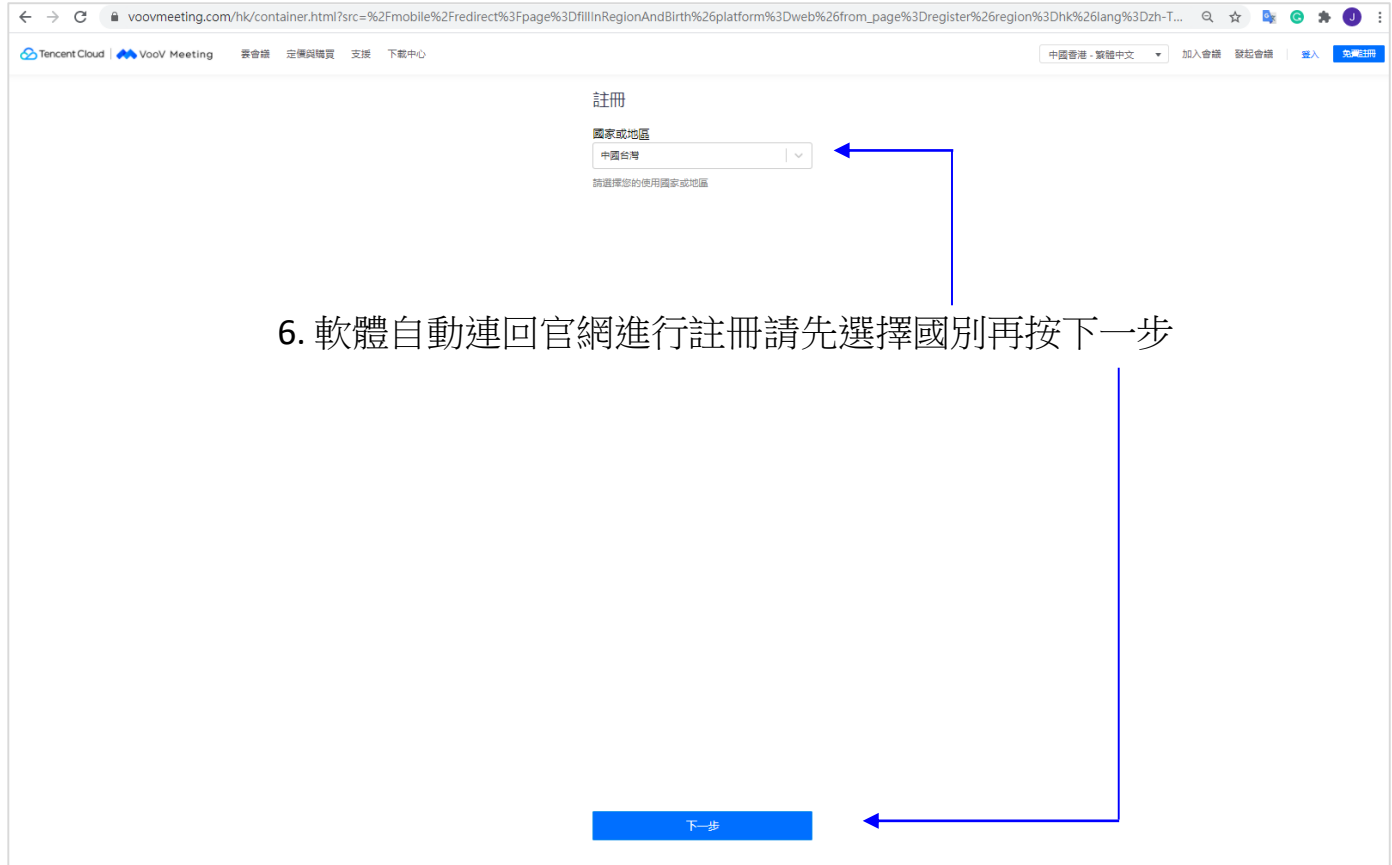 voovmeeting.com/hk/container.html?src=%2Fmobile%2Fredirect%3Fpage%3DfillInRegionAndBirth%26platform%3Dweb%26from_page%3Dregister%26region%3Dhk%26lang%3Dzh-T... J
Tencent Cloud VooV Meeting 雲會議 定價與購買 支援 下載中心 中國香港 - 繁體中文 加入會議 發起會議 登入 免費註冊
註冊
國家或地區
中國台灣
請選擇您的使用國家或地區
6. 軟體自動連回官網進行註冊請先選擇國別再按下一步
下一步